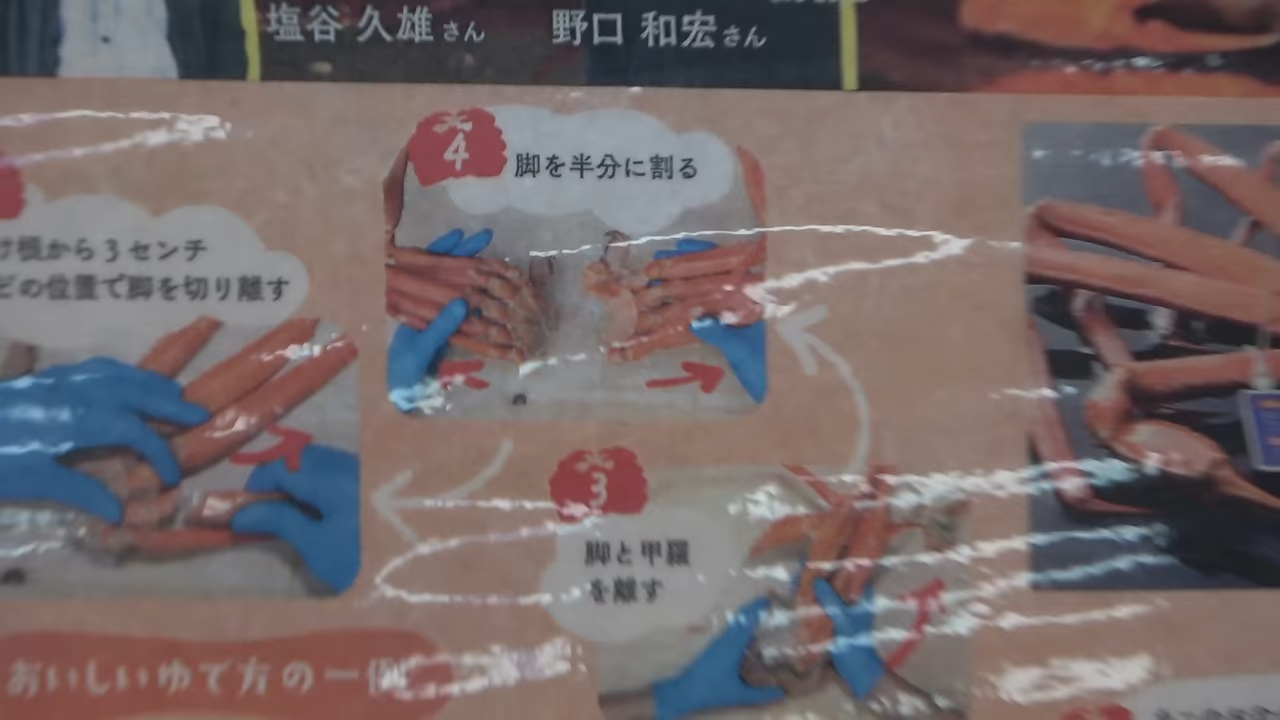 塩谷 久雄さん
野口 和宏さん
4
脚を半分に割る
け根から3センチ
どの位置で脚を切り離す
3
脚と甲羅
を離す
おいしいゆで方の一例